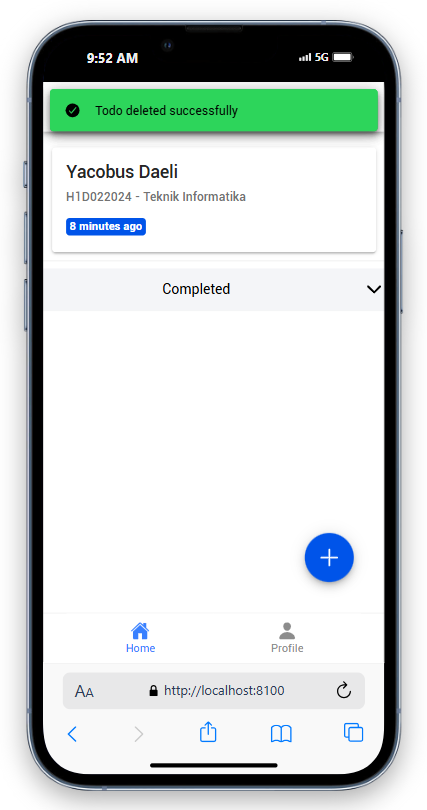 9:52 AM
5G
Todo deleted successfully
Yacobus Daeli
H1D022024 - Teknik Informatika
8 minutes ago
Completed
Home
Profile
AA
http://localhost:8100